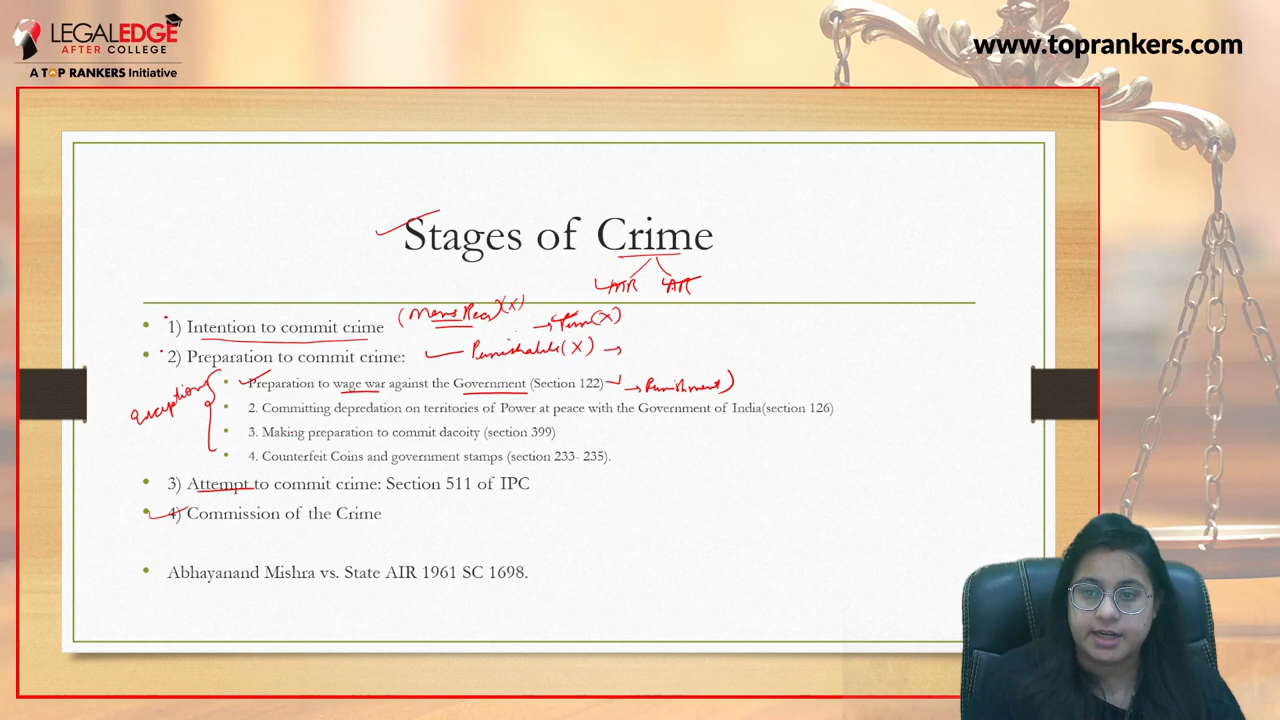 LEGALEDGE
AFTER COLLEGE
A TOP RANKERS Initiative
www.toprankers.com
Stages of Crime
MR AR
1) Intention to commit crime (Mens Rea)(X) → Pun(X)
2) Preparation to commit crime: Punishable(X) →
Preparation to wage war against the Government (Section 122) → Punishment)
exception
2. Committing depredation on territories of Power at peace with the Government of India(section 126)
3. Making preparation to commit dacoity (section 399)
4. Counterfeit Coins and government stamps (section 233- 235).
3) Attempt to commit crime: Section 511 of IPC
4) Commission of the Crime
Abhayanand Mishra vs. State AIR 1961 SC 1698.